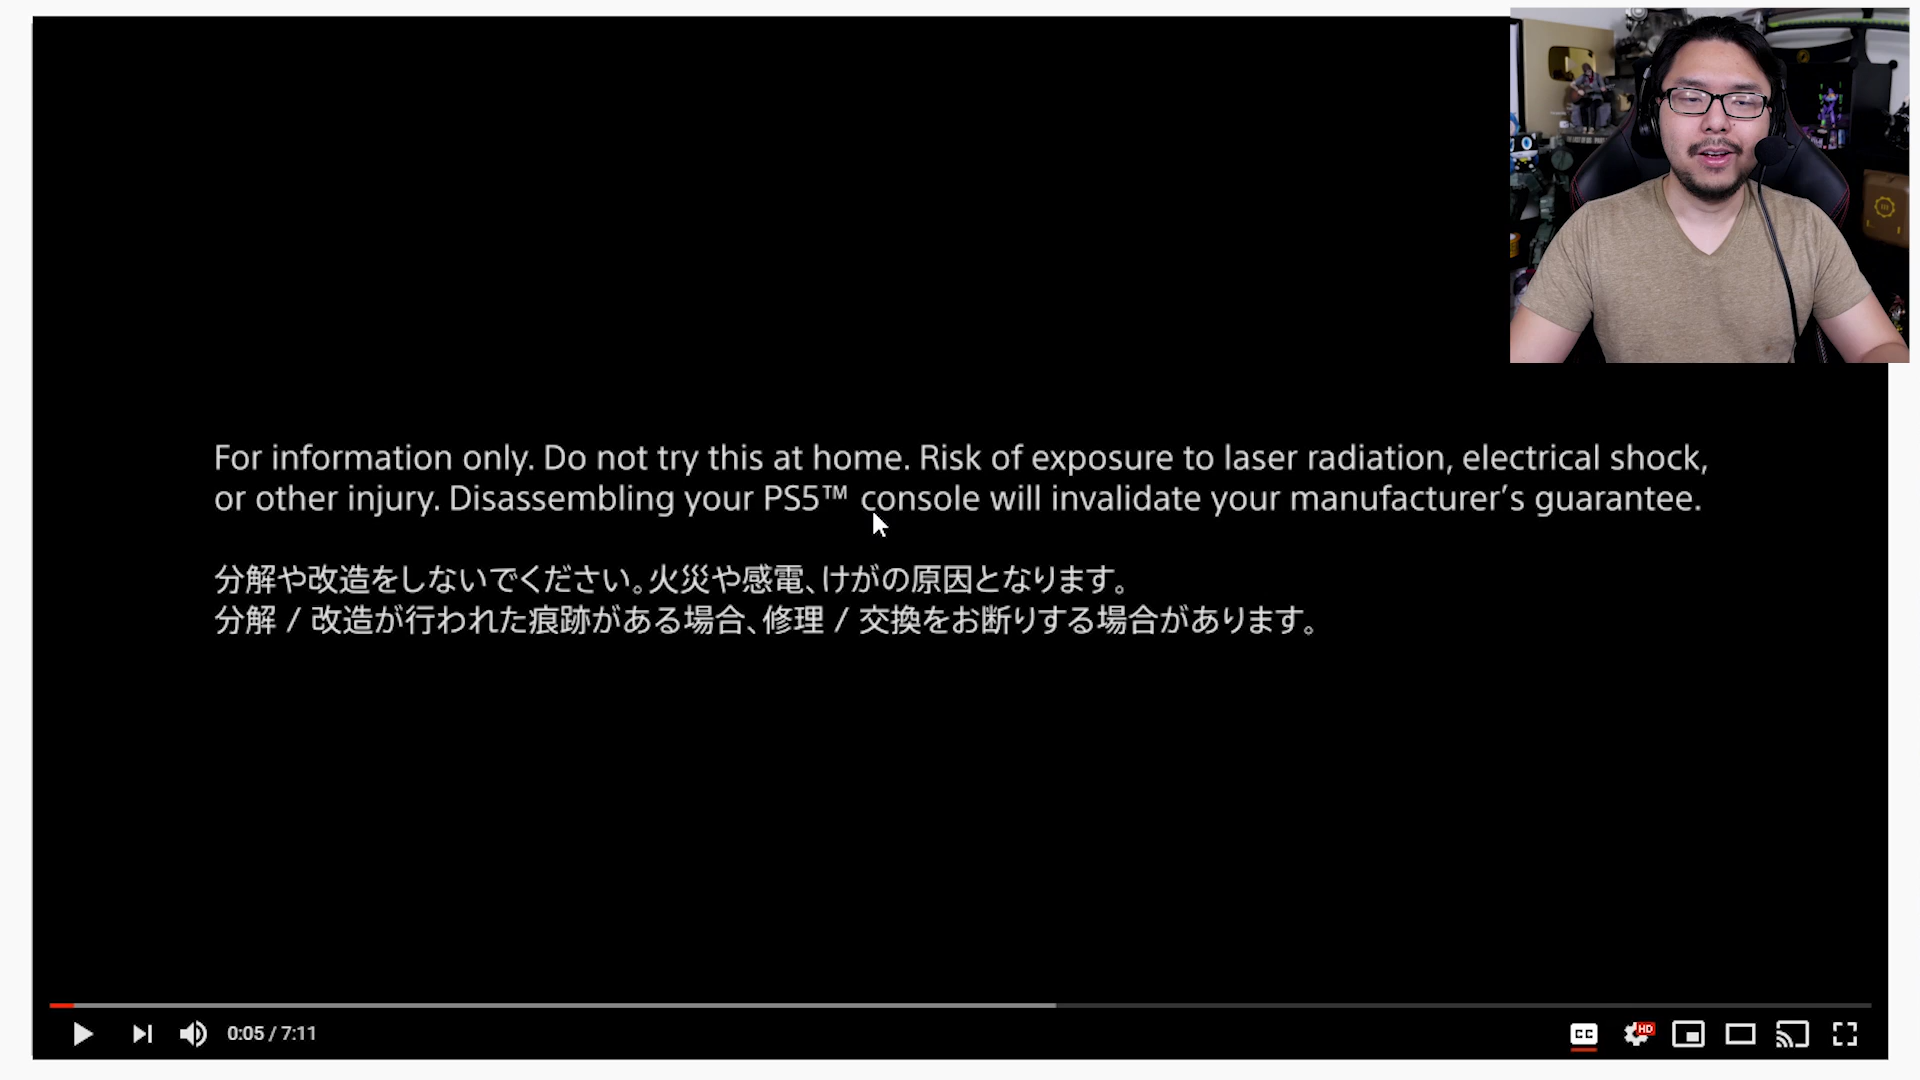 For information only. Do not try this at home. Risk of exposure to laser radiation, electrical shock,
or other injury. Disassembling your PS5™ console will invalidate your manufacturer’s guarantee.
分解や改造をしないでください。火災や感電、けがの原因となります。
分解 / 改造が行われた痕跡がある場合、修理 / 交換をお断りする場合があります。
0:05 / 7:11
CC
HD